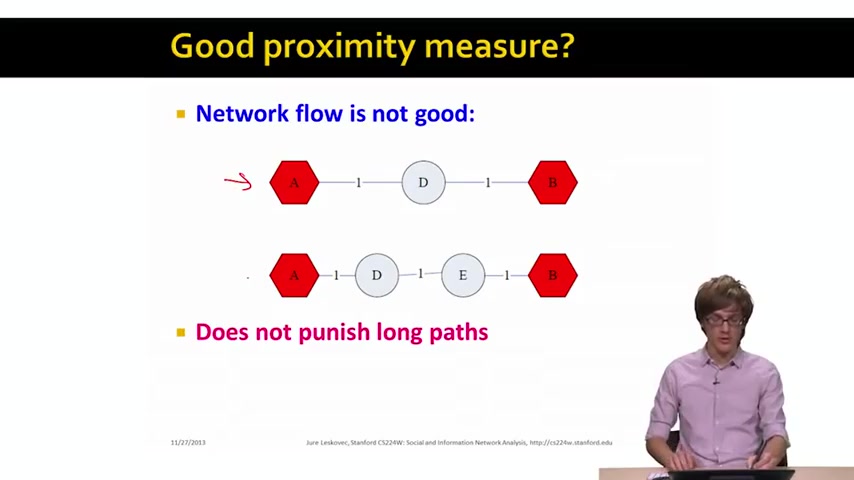 Good proximity measure?
Network flow is not good:
A 1 D 1 B
A 1 D 1 E 1 B
Does not punish long paths
11/27/2013 Jure Leskovec, Stanford CS224W: Social and Information Network Analysis, http://cs224w.stanford.edu